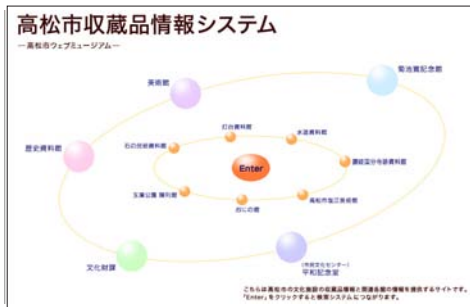 高松市収蔵品情報システム
―高松市ウェブミュージアム―
菊池寛記念館
美術館
灯台資料館
水道資料館
石の民俗資料館
歴史資料館
讃岐国分寺跡資料館
Enter
玉藻公園 陳列館
おにの館
高松市塩江美術館
文化財課
(市民文化センター)
平和記念室
こちらは高松市の文化施設の収蔵品情報と関連各館の情報を提供するサイトです。
「Enter」をクリックすると検索システムにつながります。